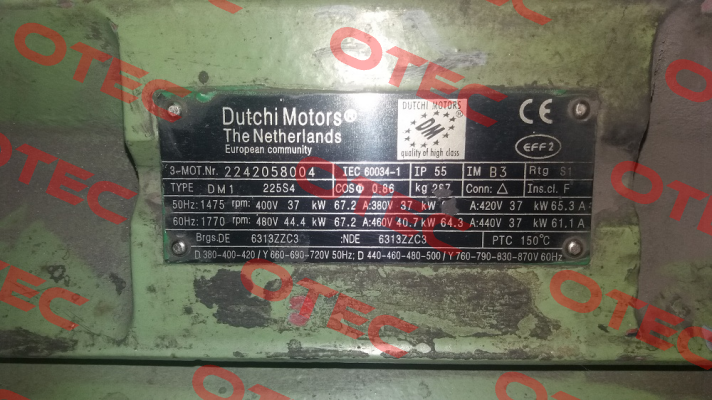 Dutchi Motors®
The Netherlands
European community
DUTCHI MOTORS
DM ®
quality of high class
CE
EFF2
3~MOT.Nr. 2242058004 IEC 60034-1 IP 55 IM B3 Rtg S1
TYPE DM1 225S4 COSΦ 0.86 kg Conn: △ Ins.cl. F
50Hz: 1475 rpm: 400V 37 kW 67.2 A: 380V 37 kW A: 420V 37 kW 65.3 A
60Hz: 1770 rpm: 480V 44.4 kW 67.2 A: 460V 40.7 kW 64.3 A: 440V 37 kW 61.1 A
Brgs.DE 6313ZZC3 :NDE 6313ZZC3 PTC 150°C
D 380-400-420 / Y 660-690-720V 50Hz; D 440-460-480-500 / Y 760-790-830-870V 60Hz
OTEC
OTEC
OTEC
OTEC
OTEC
OTEC
OTEC
OTEC